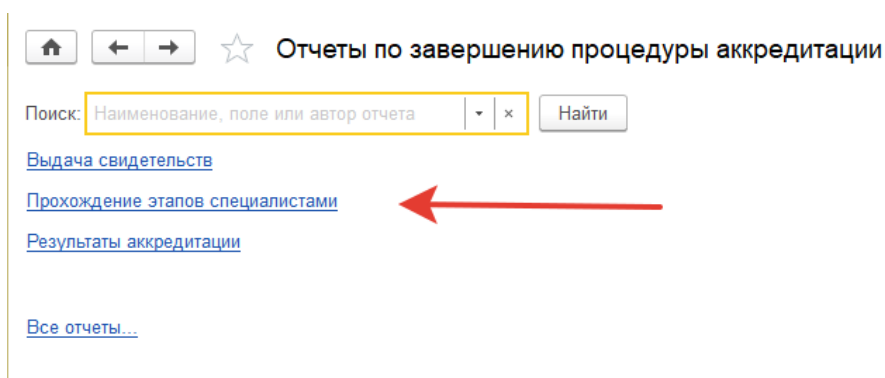 Отчеты по завершению процедуры аккредитации
Поиск: Наименование, поле или автор отчета Найти
Выдача свидетельств
Прохождение этапов специалистами
Результаты аккредитации
Все отчеты...